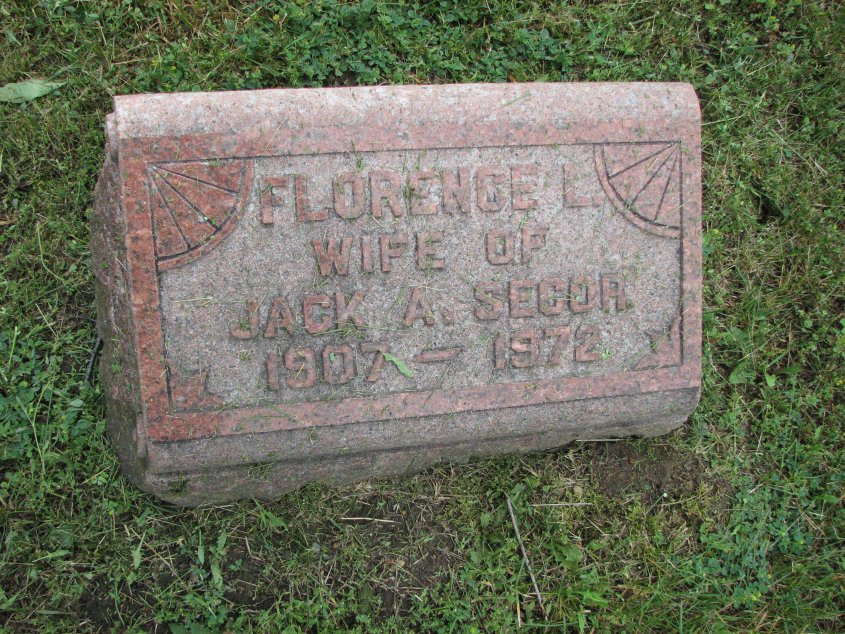 FLORENCE L.
WIFE OF
JACK A. SECOR
1907 — 1972